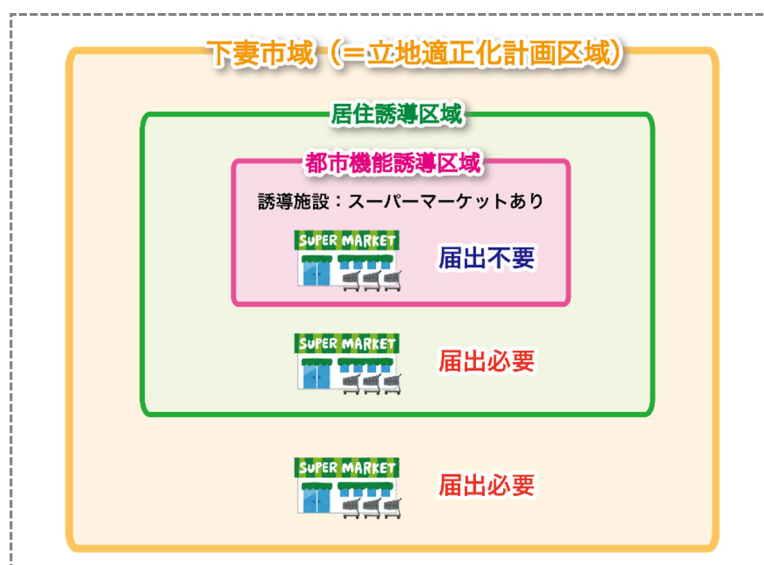 下妻市域（＝立地適正化計画区域）
居住誘導区域
都市機能誘導区域
誘導施設：スーパーマーケットあり
SUPER MARKET
届出不要
SUPER MARKET
届出必要
SUPER MARKET
届出必要